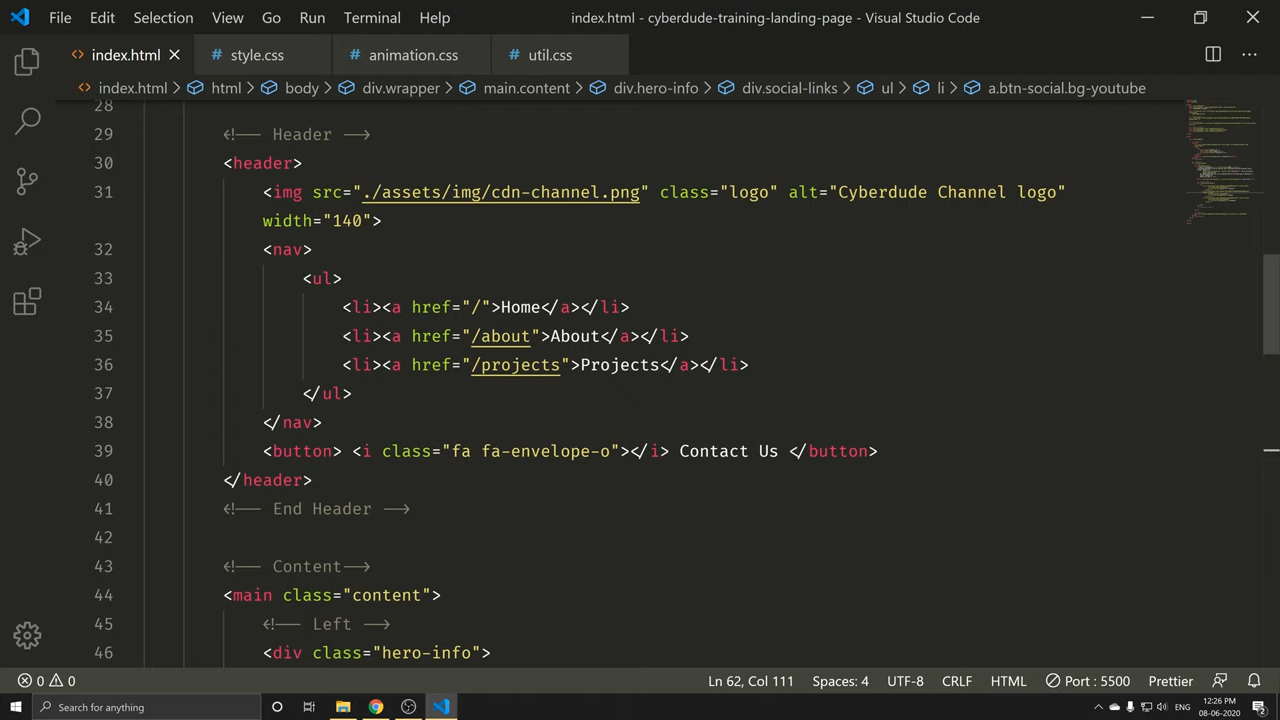 File Edit Selection View Go Run Terminal Help index.html - cyberdude-training-landing-page - Visual Studio Code
index.html # style.css # animation.css # util.css
index.html > html > body > div.wrapper > main.content > div.hero-info > div.social-links > ul > li > a.btn-social.bg-youtube
28
29 <!-- Header -->
30 <header>
31 <img src="./assets/img/cdn_channel.png" class="logo" alt="Cyberdude Channel logo"
width="140">
32 <nav>
33 <ul>
34 <li><a href="/">Home</a></li>
35 <li><a href="/about">About</a></li>
36 <li><a href="/projects">Projects</a></li>
37 </ul>
38 </nav>
39 <button> <i class="fa fa-envelope-o"></i> Contact Us </button>
40 </header>
41 <!-- End Header -->
42
43 <!-- Content-->
44 <main class="content">
45 <!-- Left -->
46 <div class="hero-info">
0 0 Ln 62, Col 111 Spaces: 4 UTF-8 CRLF HTML Port : 5500 Prettier
Search for anything ENG 12:26 PM
08-06-2020 2